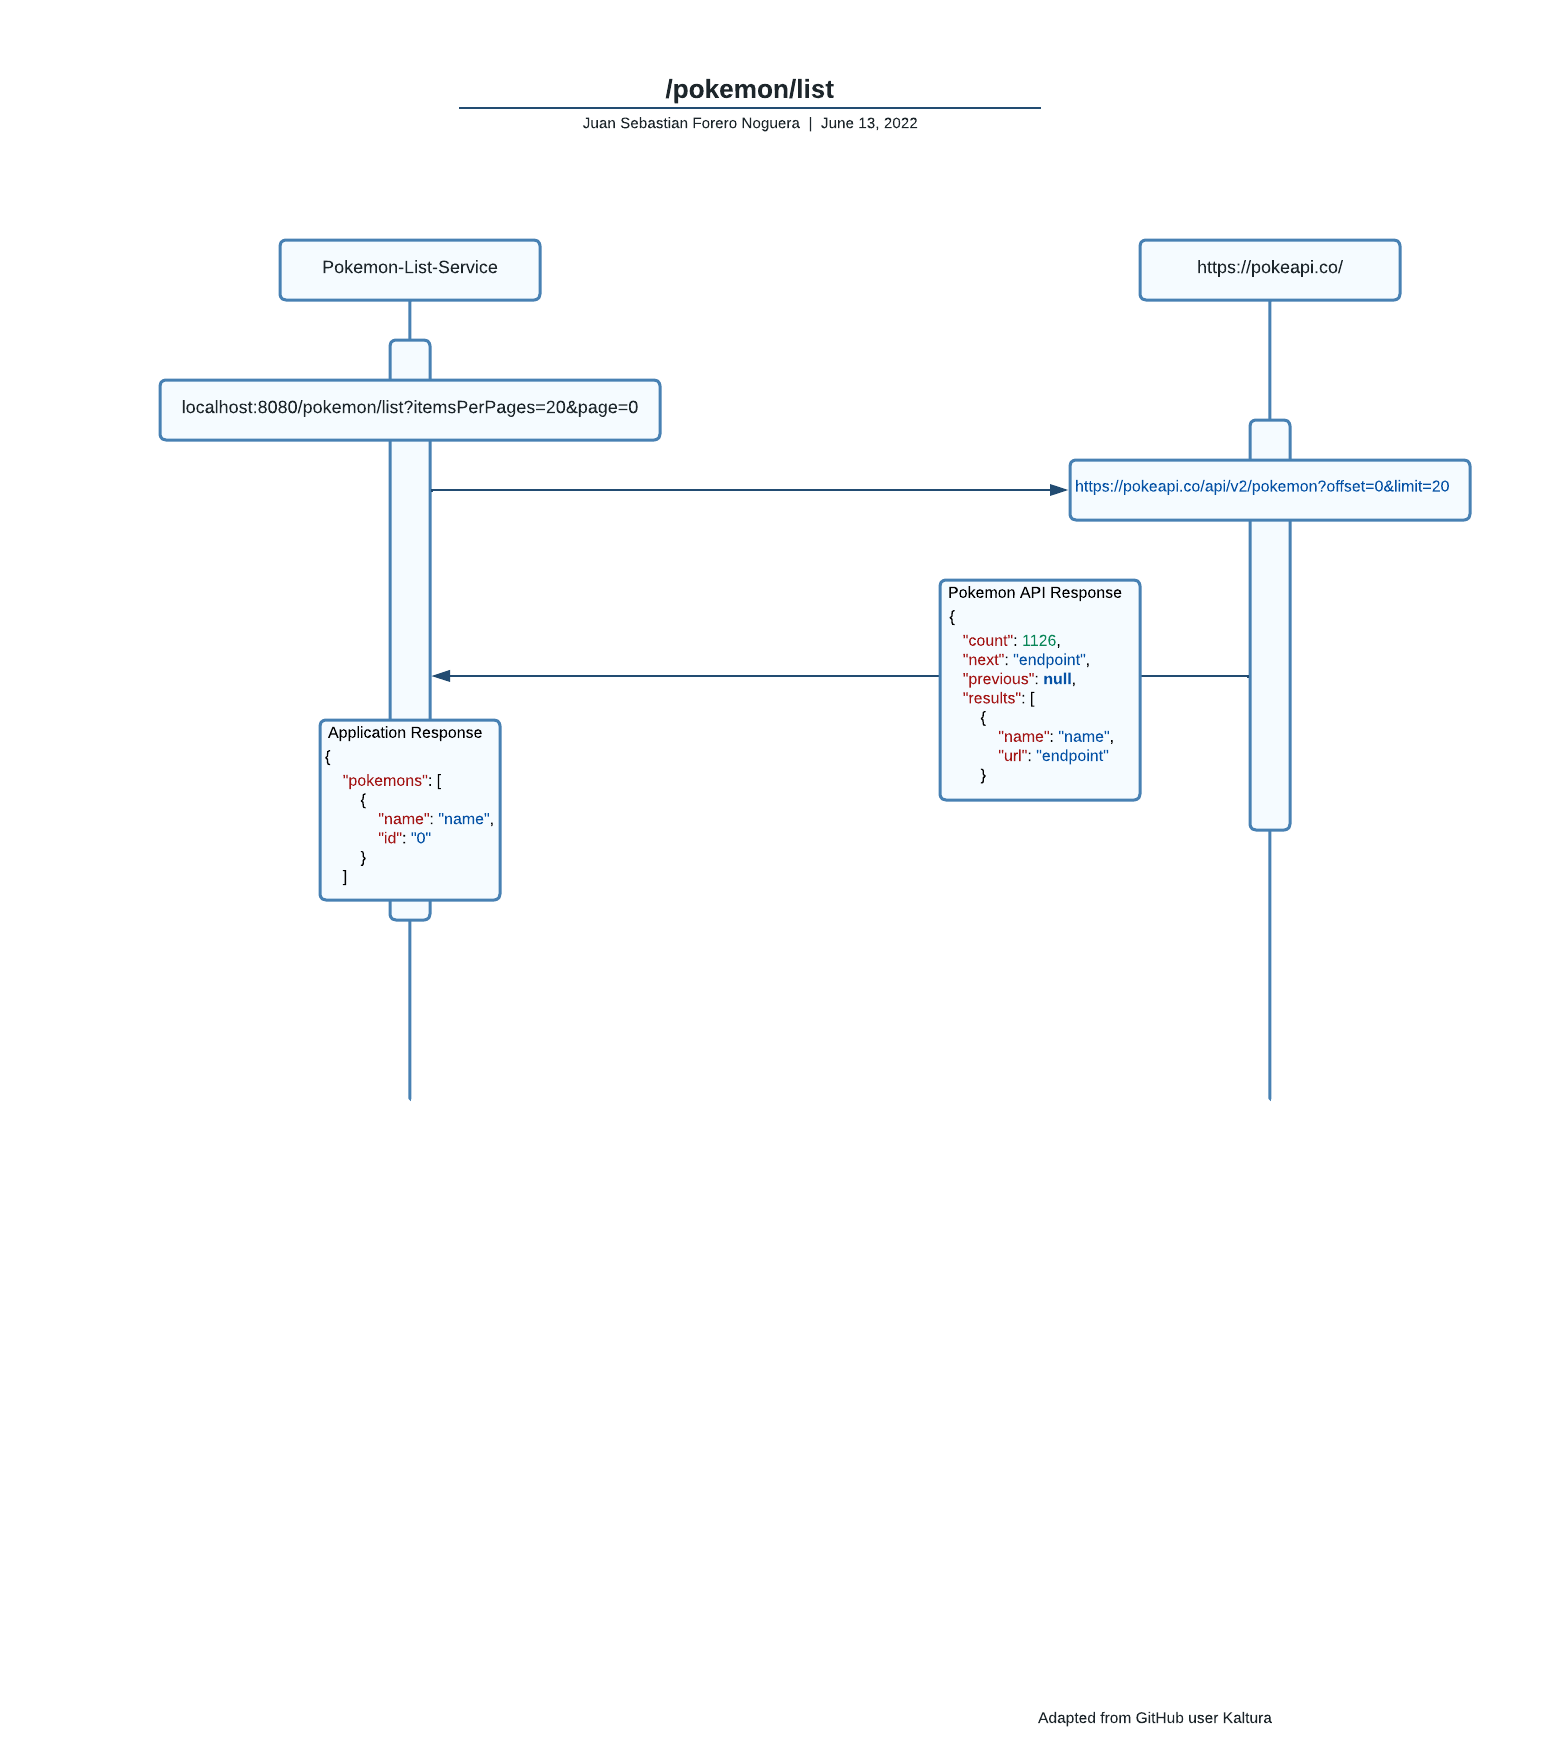 /pokemon/list
Juan Sebastian Forero Noguera | June 13, 2022
Pokemon-List-Service
https://pokeapi.co/
localhost:8080/pokemon/list?itemsPerPages=20&page=0
https://pokeapi.co/api/v2/pokemon?offset=0&limit=20
Pokemon API Response
{
"count": 1126,
"next": "endpoint",
"previous": null,
"results": [
{
"name": "name",
"url": "endpoint"
}
Application Response
{
"pokemons": [
{
"name": "name",
"id": "0"
}
]
Adapted from GitHub user Kaltura